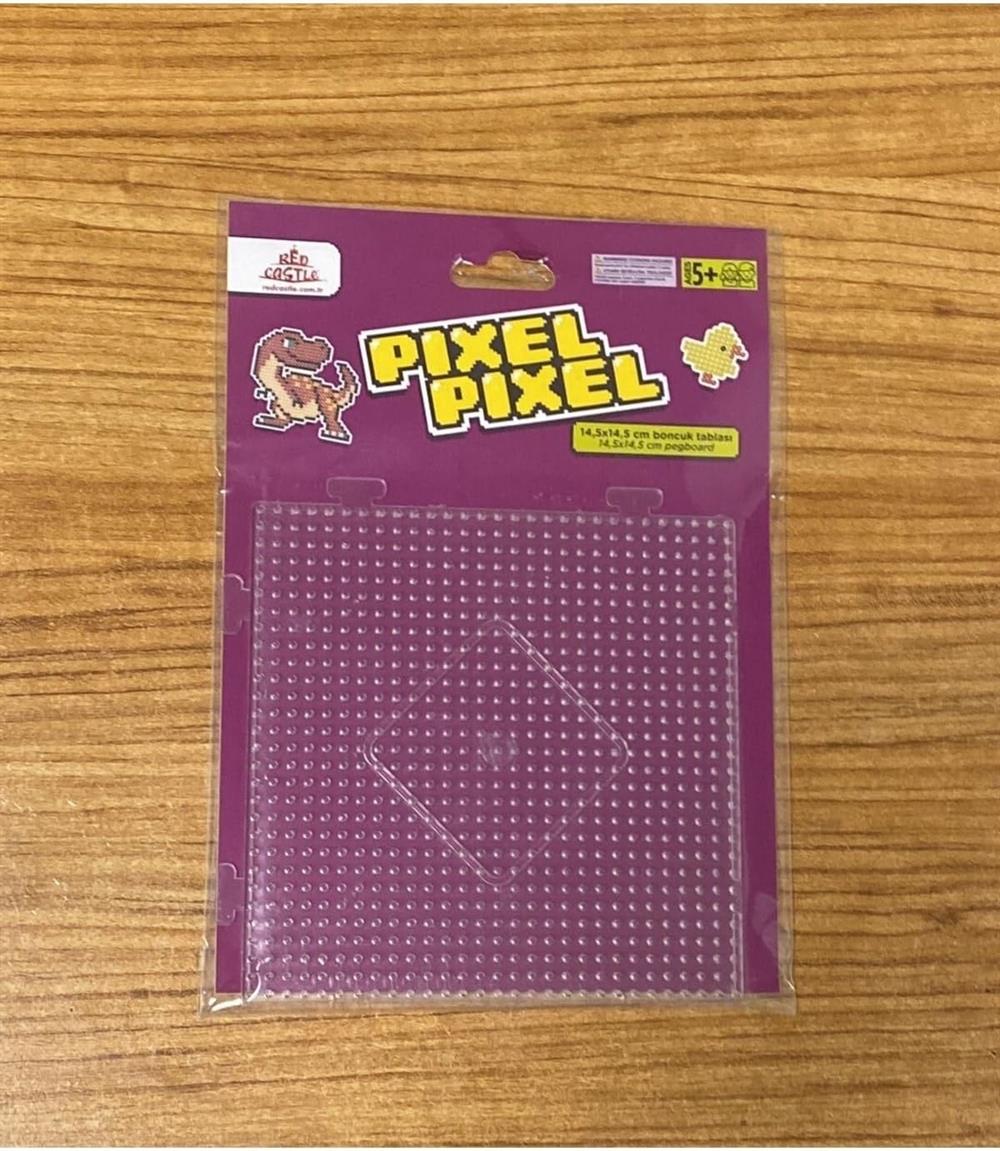 RED
CASTLE
redcastle.com.tr
AGES 5+
PIXEL
PIXEL
14,5x14,5 cm boncuk tablası
14,5x14,5 cm pegboard